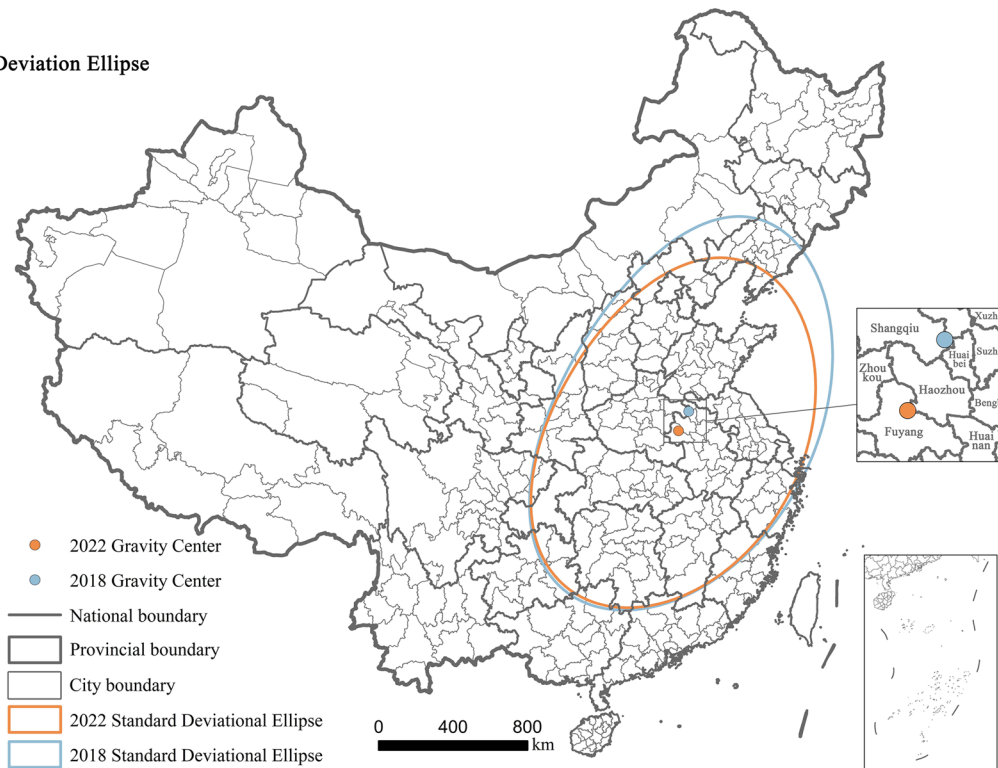 Deviation Ellipse
Xuzh
Shangqiu
Huai
bei
Suzh
Zhou
kou
Haozhou
Beng
Fuyang
Huai
nan
2022 Gravity Center
2018 Gravity Center
National boundary
Provincial boundary
City boundary
2022 Standard Deviational Ellipse
2018 Standard Deviational Ellipse
0 400 800
km